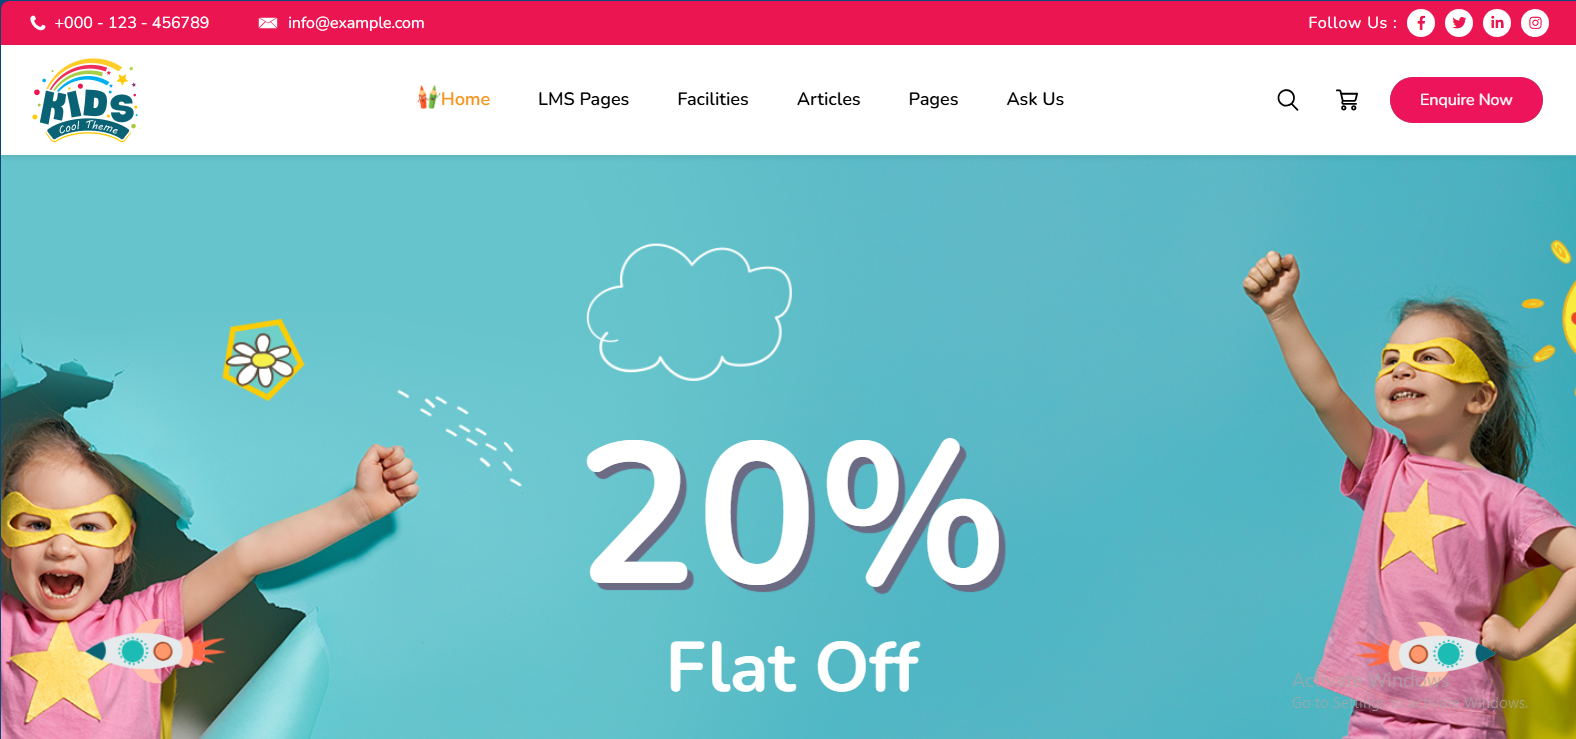 +000 - 123 - 456789
info@example.com
Follow Us :
KIDS
Cool Theme
Home
LMS Pages
Facilities
Articles
Pages
Ask Us
Enquire Now
20%
Flat Off
Activate Windows
Go to Settings to activate Windows.